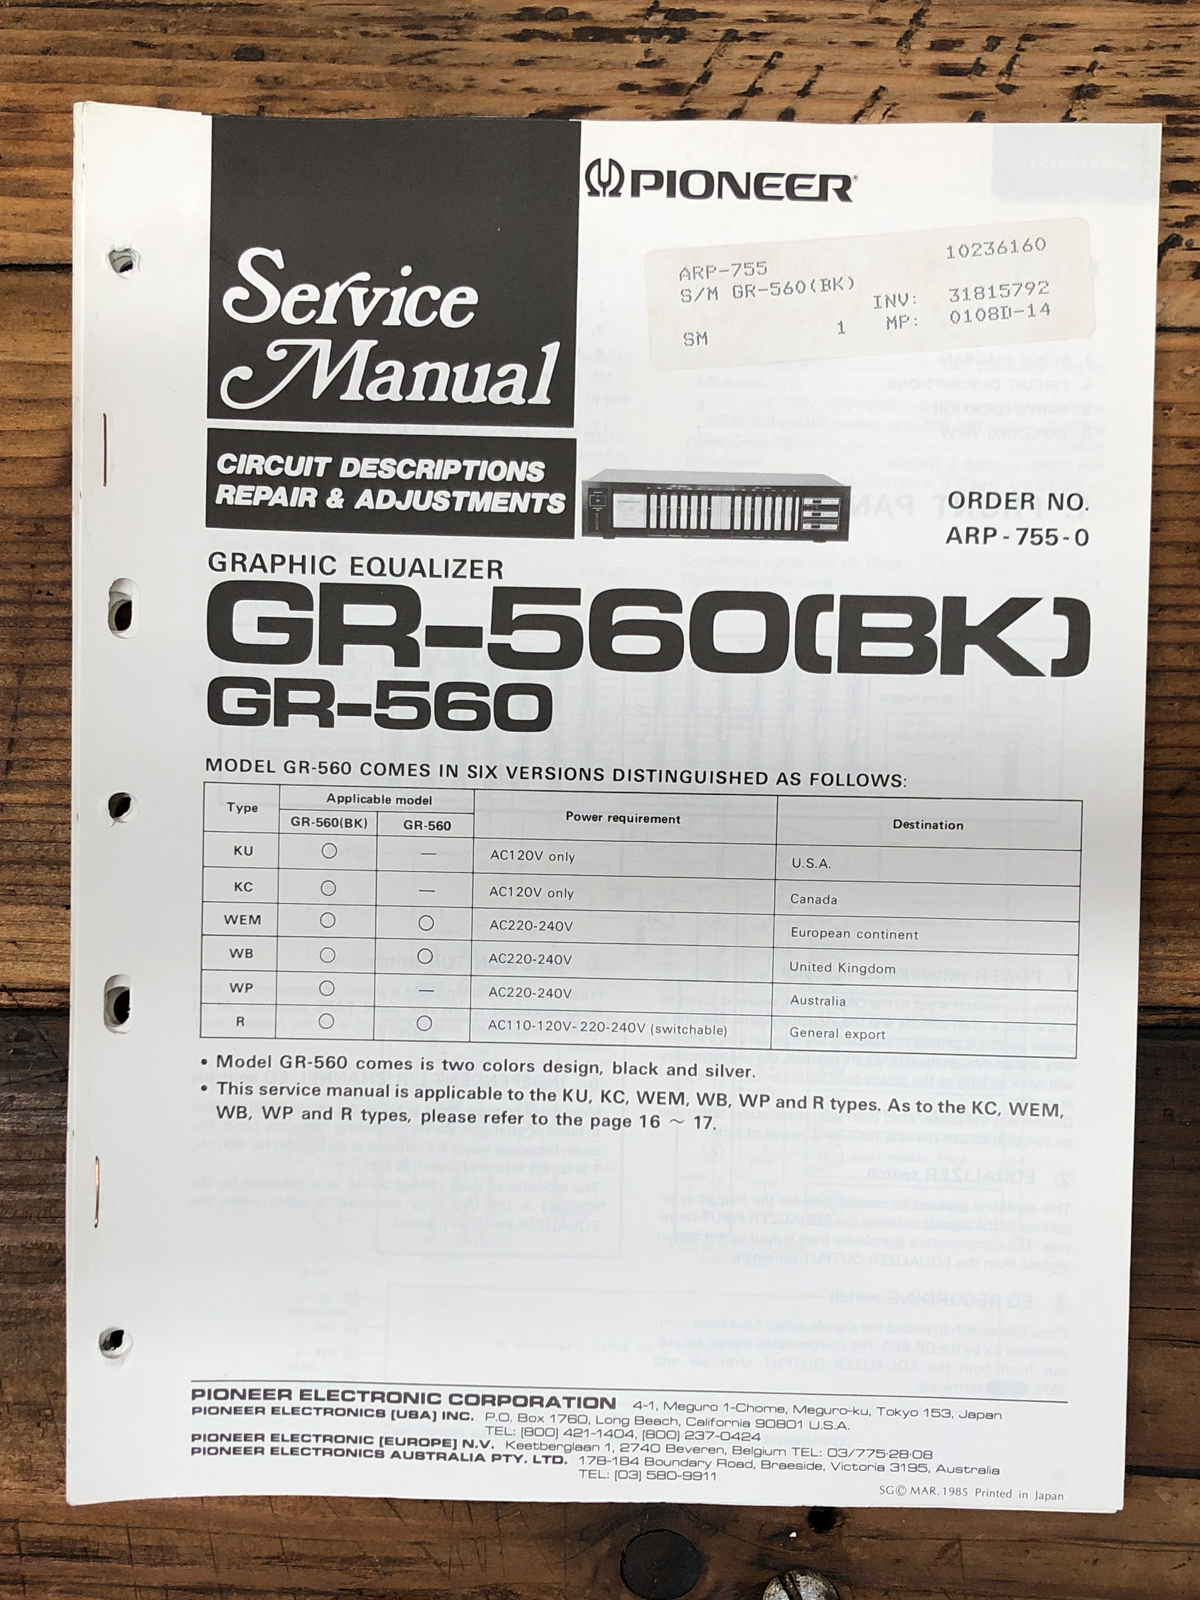 PIONEER
Service
Manual
CIRCUIT DESCRIPTIONS
REPAIR & ADJUSTMENTS
10236160
ARP-755
S/M GR-560(BK)
INV: 31815792
SM 1 MP: 0108D-14
ORDER NO.
ARP-755-0
GRAPHIC EQUALIZER
GR-560(BK)
GR-560
MODEL GR-560 COMES IN SIX VERSIONS DISTINGUISHED AS FOLLOWS:
Type Applicable model Power requirement Destination
GR-560(BK) GR-560
KU ○ — AC120V only U.S.A.
KC ○ — AC120V only Canada
WEM ○ ○ AC220-240V European continent
WB ○ ○ AC220-240V United Kingdom
WP ○ — AC220-240V Australia
R ○ ○ AC110-120V-220-240V (switchable) General export
• Model GR-560 comes is two colors design, black and silver.
• This service manual is applicable to the KU, KC, WEM, WB, WP and R types. As to the KC, WEM,
WB, WP and R types, please refer to the page 16 ~ 17.
PIONEER ELECTRONIC CORPORATION 4-1, Meguro 1-Chome, Meguro-ku, Tokyo 153, Japan
PIONEER ELECTRONICS [USA] INC. P.O. Box 1760, Long Beach, California 90801 U.S.A.
TEL: [800] 421-1404, [800] 237-0424
PIONEER ELECTRONIC [EUROPE] N.V. Keetberglaan 1, 2740 Beveren, Belgium TEL: 03/775·28·08
PIONEER ELECTRONICS AUSTRALIA PTY. LTD. 178-184 Boundary Road, Braeside, Victoria 3195, Australia
TEL: [03] 580-9911
SG© MAR. 1985 Printed in Japan